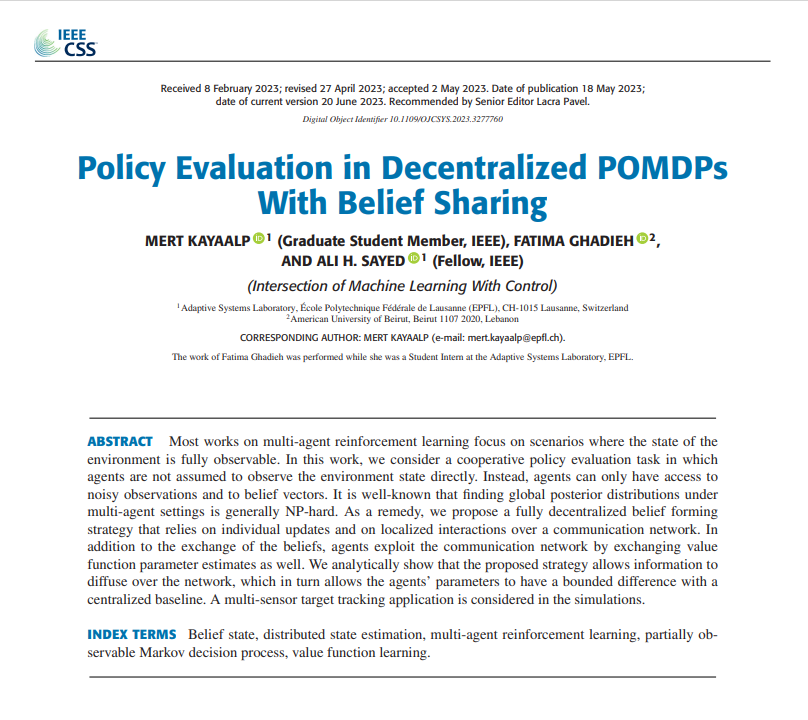 IEEE
CSS
Received 8 February 2023; revised 27 April 2023; accepted 2 May 2023. Date of publication 18 May 2023;
date of current version 20 June 2023. Recommended by Senior Editor Lacra Pavel.
Digital Object Identifier 10.1109/OJCSYS.2023.3277760
Policy Evaluation in Decentralized POMDPs
With Belief Sharing
MERT KAYAALP iD 1 (Graduate Student Member, IEEE), FATIMA GHADIEH iD 2,
AND ALI H. SAYED iD 1 (Fellow, IEEE)
(Intersection of Machine Learning With Control)
1Adaptive Systems Laboratory, École Polytechnique Fédérale de Lausanne (EPFL), CH-1015 Lausanne, Switzerland
2American University of Beirut, Beirut 1107 2020, Lebanon
CORRESPONDING AUTHOR: MERT KAYAALP (e-mail: mert.kayaalp@epfl.ch).
The work of Fatima Ghadieh was performed while she was a Student Intern at the Adaptive Systems Laboratory, EPFL.
ABSTRACT Most works on multi-agent reinforcement learning focus on scenarios where the state of the
environment is fully observable. In this work, we consider a cooperative policy evaluation task in which
agents are not assumed to observe the environment state directly. Instead, agents can only have access to
noisy observations and to belief vectors. It is well-known that finding global posterior distributions under
multi-agent settings is generally NP-hard. As a remedy, we propose a fully decentralized belief forming
strategy that relies on individual updates and on localized interactions over a communication network. In
addition to the exchange of the beliefs, agents exploit the communication network by exchanging value
function parameter estimates as well. We analytically show that the proposed strategy allows information to
diffuse over the network, which in turn allows the agents' parameters to have a bounded difference with a
centralized baseline. A multi-sensor target tracking application is considered in the simulations.
INDEX TERMS Belief state, distributed state estimation, multi-agent reinforcement learning, partially ob-
servable Markov decision process, value function learning.